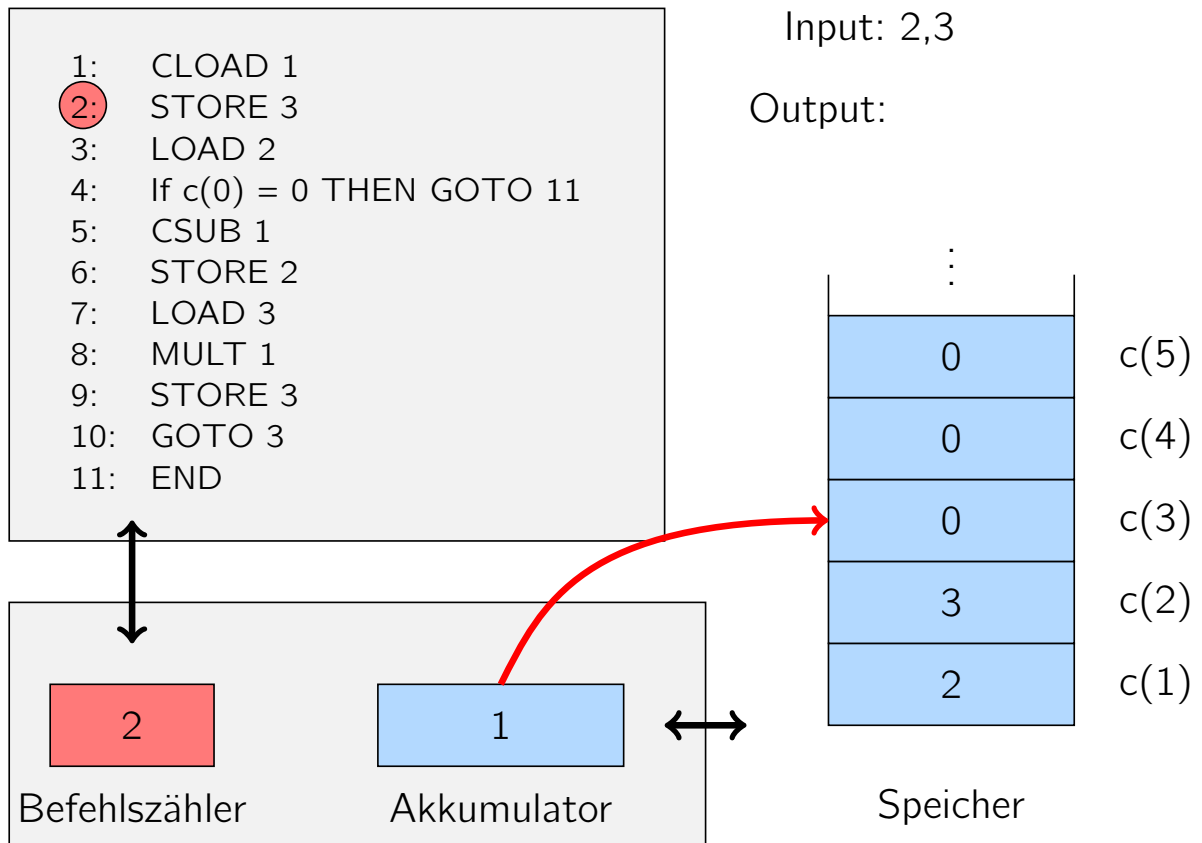 1: CLOAD 1
2: STORE 3
3: LOAD 2
4: If c(0) = 0 THEN GOTO 11
5: CSUB 1
6: STORE 2
7: LOAD 3
8: MULT 1
9: STORE 3
10: GOTO 3
11: END
Input: 2,3
Output:
⋮
0 c(5)
0 c(4)
0 c(3)
3 c(2)
2 c(1)
Speicher
2
Befehlszähler
1
Akkumulator